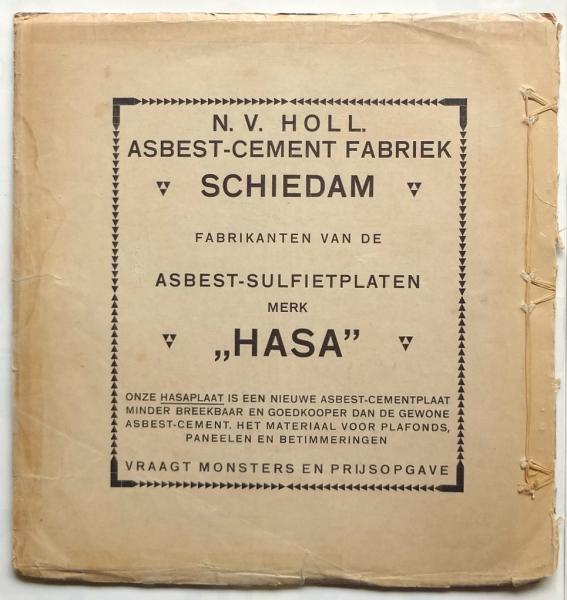 N. V. HOLL.
ASBEST-CEMENT FABRIEK
SCHIEDAM
FABRIKANTEN VAN DE
ASBEST-SULFIETPLATEN
MERK
„HASA”
ONZE HASAPLAAT IS EEN NIEUWE ASBEST-CEMENTPLAAT
MINDER BREEKBAAR EN GOEDKOOPER DAN DE GEWONE
ASBEST-CEMENT. HET MATERIAAL VOOR PLAFONDS,
PANEELEN EN BETIMMERINGEN
VRAAGT MONSTERS EN PRIJSOPGAVE